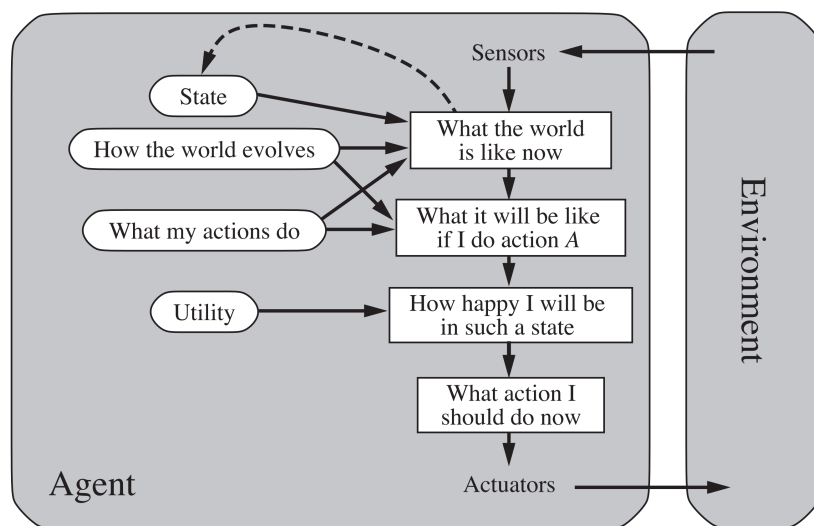 Sensors
State
What the world
is like now
How the world evolves
What it will be like
if I do action A
What my actions do
How happy I will be
in such a state
Utility
What action I
should do now
Agent
Actuators
Environment